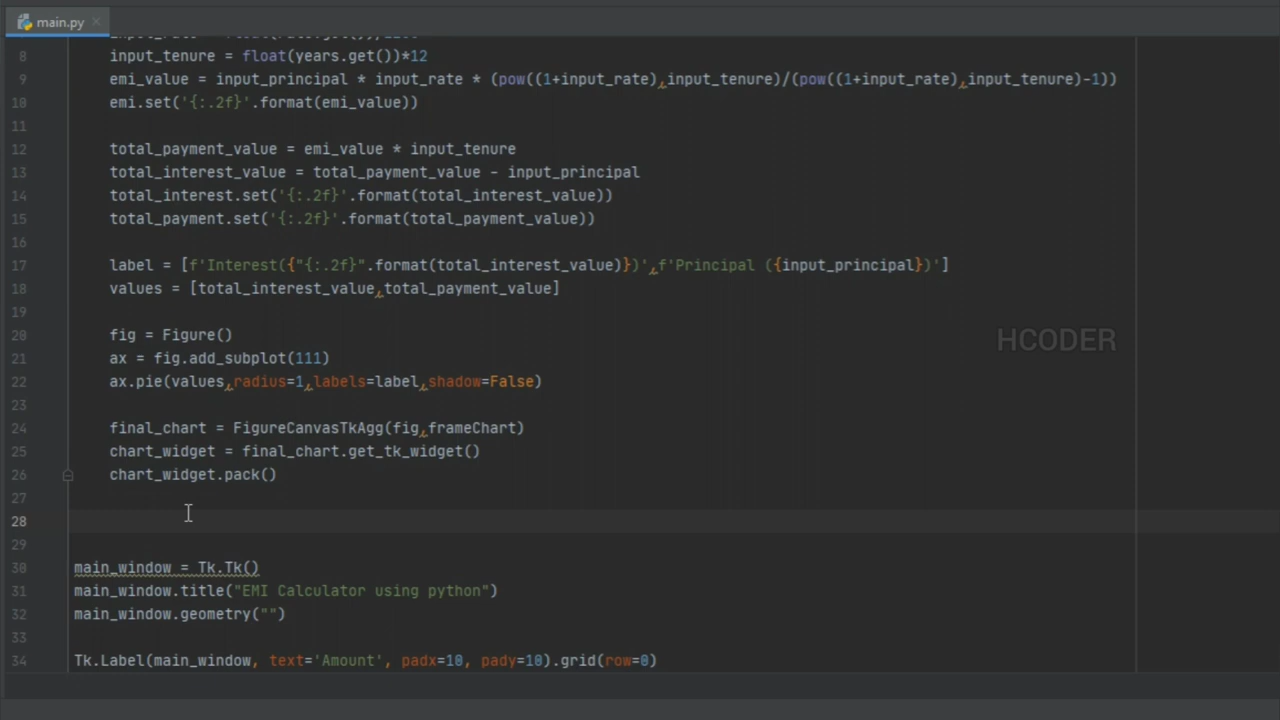 main.py
8 input_tenure = float(years.get())*12
9 emi_value = input_principal * input_rate * (pow((1+input_rate),input_tenure)/(pow((1+input_rate),input_tenure)-1))
10 emi.set('{:.2f}'.format(emi_value))
11
12 total_payment_value = emi_value * input_tenure
13 total_interest_value = total_payment_value - input_principal
14 total_interest.set('{:.2f}'.format(total_interest_value))
15 total_payment.set('{:.2f}'.format(total_payment_value))
16
17 label = [f'Interest({"{:.2f}".format(total_interest_value)})',f'Principal ({input_principal})']
18 values = [total_interest_value,total_payment_value]
19
20 fig = Figure()
21 ax = fig.add_subplot(111)
HCODER
22 ax.pie(values,radius=1,labels=label,shadow=False)
23
24 final_chart = FigureCanvasTkAgg(fig,frameChart)
25 chart_widget = final_chart.get_tk_widget()
26 chart_widget.pack()
27
28
29
30 main_window = Tk.Tk()
31 main_window.title("EMI Calculator using python")
32 main_window.geometry("")
33
34 Tk.Label(main_window, text='Amount', padx=10, pady=10).grid(row=0)